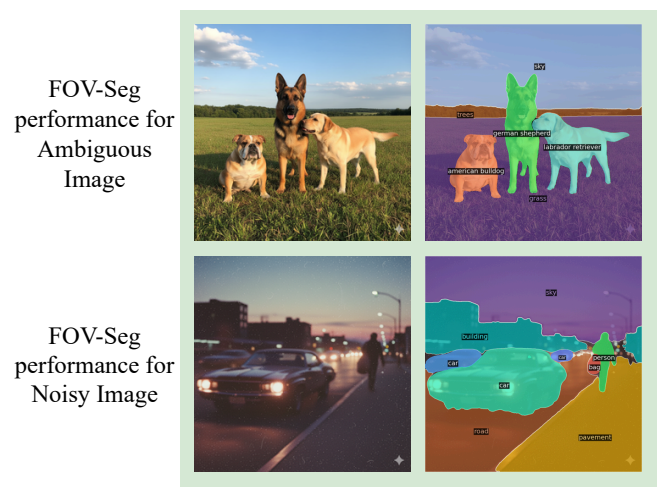 FOV-Seg
performance for
Ambiguous
Image
sky
trees
german shepherd
labrador retriever
american bulldog
grass
FOV-Seg
performance for
Noisy Image
sky
building
car
car
person
bag
car
road
pavement